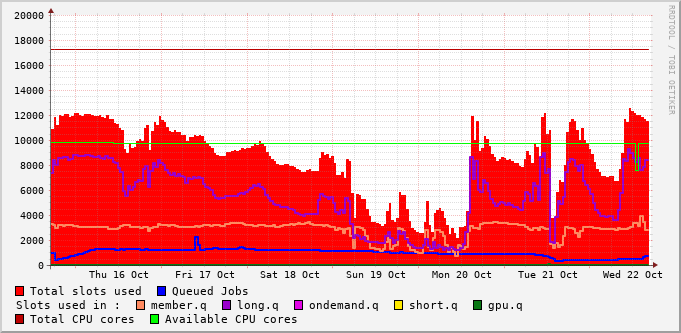 RRDTOOL / TOBI OETIKER
20000
18000
16000
14000
12000
10000
8000
6000
4000
2000
0
Thu 16 Oct Fri 17 Oct Sat 18 Oct Sun 19 Oct Mon 20 Oct Tue 21 Oct Wed 22 Oct
Total slots used Queued Jobs
Slots used in : member.q long.q ondemand.q short.q gpu.q
Total CPU cores Available CPU cores